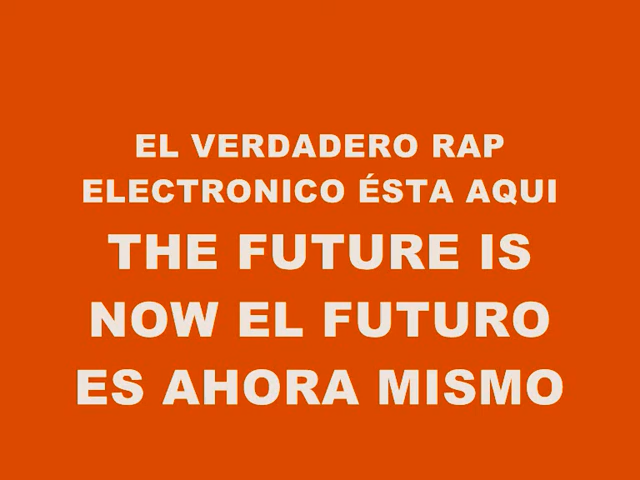 EL VERDADERO RAP
ELECTRONICO ÉSTA AQUI
THE FUTURE IS
NOW EL FUTURO
ES AHORA MISMO